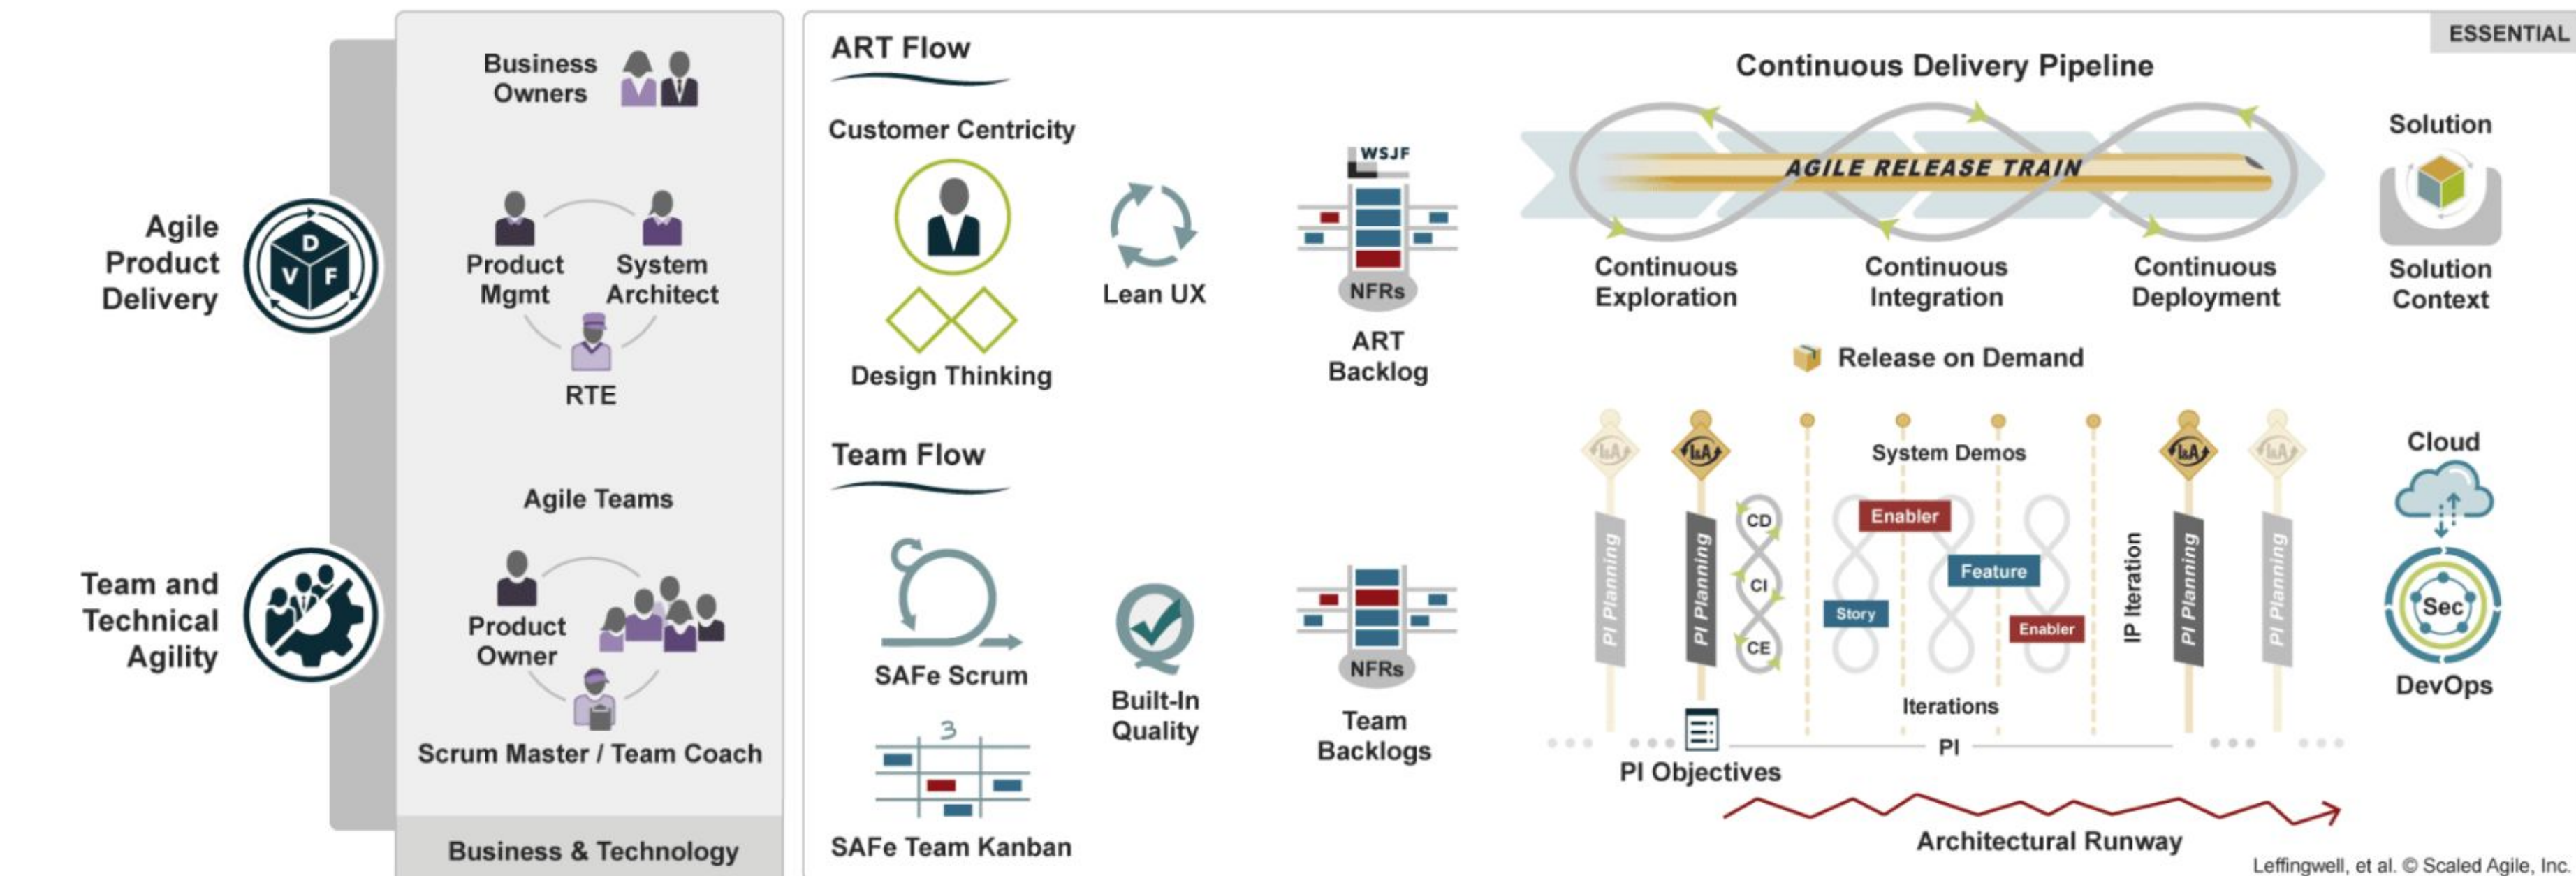 Agile
Product
Delivery
D
V F
Team and
Technical
Agility
Business
Owners
Product
Mgmt
System
Architect
RTE
Agile Teams
Product
Owner
Scrum Master / Team Coach
Business & Technology
ART Flow
Customer Centricity
Design Thinking
Lean UX
WSJF
NFRs
ART
Backlog
Team Flow
SAFe Scrum
3
SAFe Team Kanban
Built-In
Quality
NFRs
Team
Backlogs
ESSENTIAL
Continuous Delivery Pipeline
AGILE RELEASE TRAIN
Continuous
Exploration
Continuous
Integration
Continuous
Deployment
Release on Demand
Solution
Solution
Context
I&A
I&A
I&A
I&A
System Demos
PI Planning
PI Planning
CD
CI
CE
Enabler
Feature
Story
Enabler
IP Iteration
PI Planning
PI Planning
Iterations
PI
PI Objectives
Architectural Runway
Cloud
Sec
DevOps
Leffingwell, et al. © Scaled Agile, Inc.